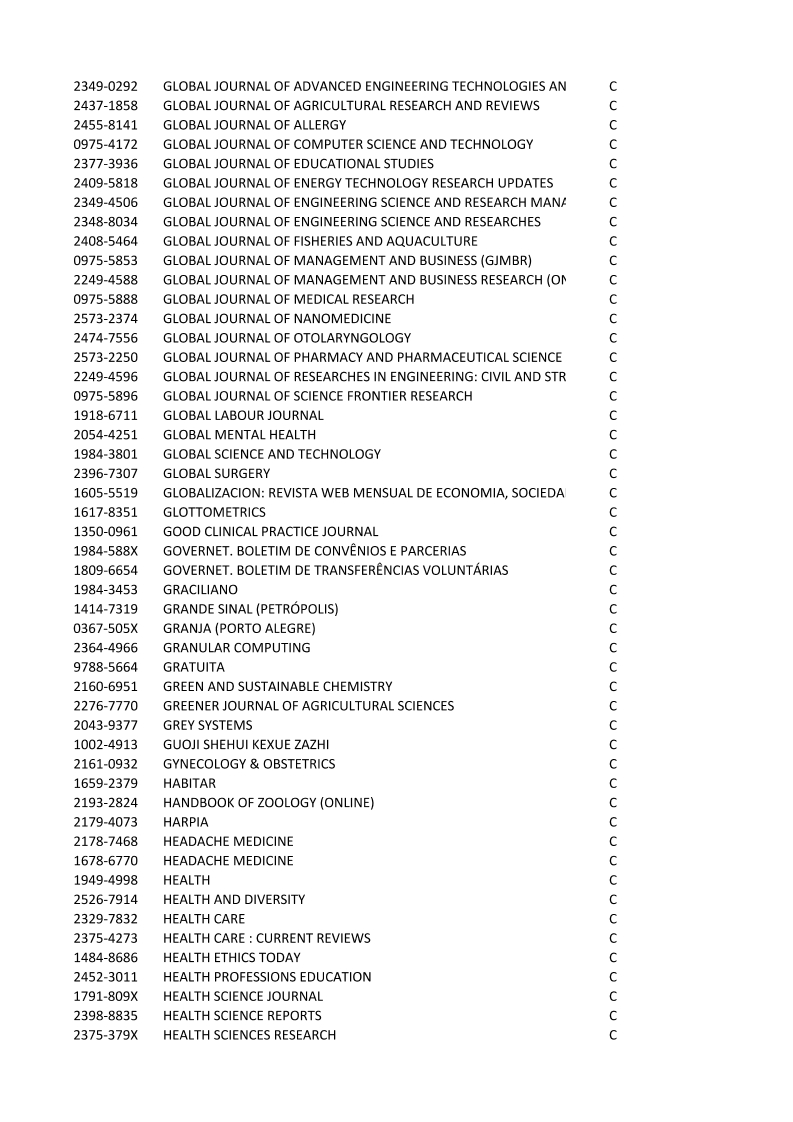 2349-0292 GLOBAL JOURNAL OF ADVANCED ENGINEERING TECHNOLOGIES AN C
2437-1858 GLOBAL JOURNAL OF AGRICULTURAL RESEARCH AND REVIEWS C
2455-8141 GLOBAL JOURNAL OF ALLERGY C
0975-4172 GLOBAL JOURNAL OF COMPUTER SCIENCE AND TECHNOLOGY C
2377-3936 GLOBAL JOURNAL OF EDUCATIONAL STUDIES C
2409-5818 GLOBAL JOURNAL OF ENERGY TECHNOLOGY RESEARCH UPDATES C
2349-4506 GLOBAL JOURNAL OF ENGINEERING SCIENCE AND RESEARCH MANA C
2348-8034 GLOBAL JOURNAL OF ENGINEERING SCIENCE AND RESEARCHES C
2408-5464 GLOBAL JOURNAL OF FISHERIES AND AQUACULTURE C
0975-5853 GLOBAL JOURNAL OF MANAGEMENT AND BUSINESS (GJMBR) C
2249-4588 GLOBAL JOURNAL OF MANAGEMENT AND BUSINESS RESEARCH (ON C
0975-5888 GLOBAL JOURNAL OF MEDICAL RESEARCH C
2573-2374 GLOBAL JOURNAL OF NANOMEDICINE C
2474-7556 GLOBAL JOURNAL OF OTOLARYNGOLOGY C
2573-2250 GLOBAL JOURNAL OF PHARMACY AND PHARMACEUTICAL SCIENCE C
2249-4596 GLOBAL JOURNAL OF RESEARCHES IN ENGINEERING: CIVIL AND STR C
0975-5896 GLOBAL JOURNAL OF SCIENCE FRONTIER RESEARCH C
1918-6711 GLOBAL LABOUR JOURNAL C
2054-4251 GLOBAL MENTAL HEALTH C
1984-3801 GLOBAL SCIENCE AND TECHNOLOGY C
2396-7307 GLOBAL SURGERY C
1605-5519 GLOBALIZACION: REVISTA WEB MENSUAL DE ECONOMIA, SOCIEDA C
1617-8351 GLOTTOMETRICS C
1350-0961 GOOD CLINICAL PRACTICE JOURNAL C
1984-588X GOVERNET. BOLETIM DE CONVÊNIOS E PARCERIAS C
1809-6654 GOVERNET. BOLETIM DE TRANSFERÊNCIAS VOLUNTÁRIAS C
1984-3453 GRACILIANO C
1414-7319 GRANDE SINAL (PETRÓPOLIS) C
0367-505X GRANJA (PORTO ALEGRE) C
2364-4966 GRANULAR COMPUTING C
9788-5664 GRATUITA C
2160-6951 GREEN AND SUSTAINABLE CHEMISTRY C
2276-7770 GREENER JOURNAL OF AGRICULTURAL SCIENCES C
2043-9377 GREY SYSTEMS C
1002-4913 GUOJI SHEHUI KEXUE ZAZHI C
2161-0932 GYNECOLOGY & OBSTETRICS C
1659-2379 HABITAR C
2193-2824 HANDBOOK OF ZOOLOGY (ONLINE) C
2179-4073 HARPIA C
2178-7468 HEADACHE MEDICINE C
1678-6770 HEADACHE MEDICINE C
1949-4998 HEALTH C
2526-7914 HEALTH AND DIVERSITY C
2329-7832 HEALTH CARE C
2375-4273 HEALTH CARE : CURRENT REVIEWS C
1484-8686 HEALTH ETHICS TODAY C
2452-3011 HEALTH PROFESSIONS EDUCATION C
1791-809X HEALTH SCIENCE JOURNAL C
2398-8835 HEALTH SCIENCE REPORTS C
2375-379X HEALTH SCIENCES RESEARCH C